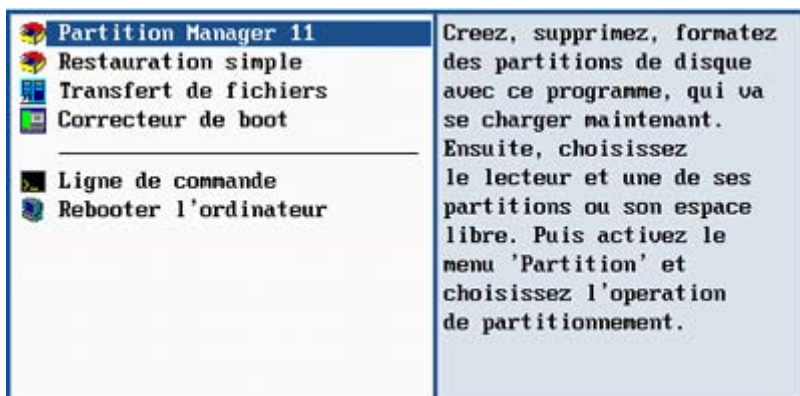 Partition Manager 11
Restauration simple
Transfert de fichiers
Correcteur de boot
Ligne de commande
Rebooter l'ordinateur
Creez, supprimez, formatez
des partitions de disque
avec ce programme, qui va
se charger maintenant.
Ensuite, choisissez
le lecteur et une de ses
partitions ou son espace
libre. Puis activez le
menu 'Partition' et
choisissez l'operation
de partitionnement.